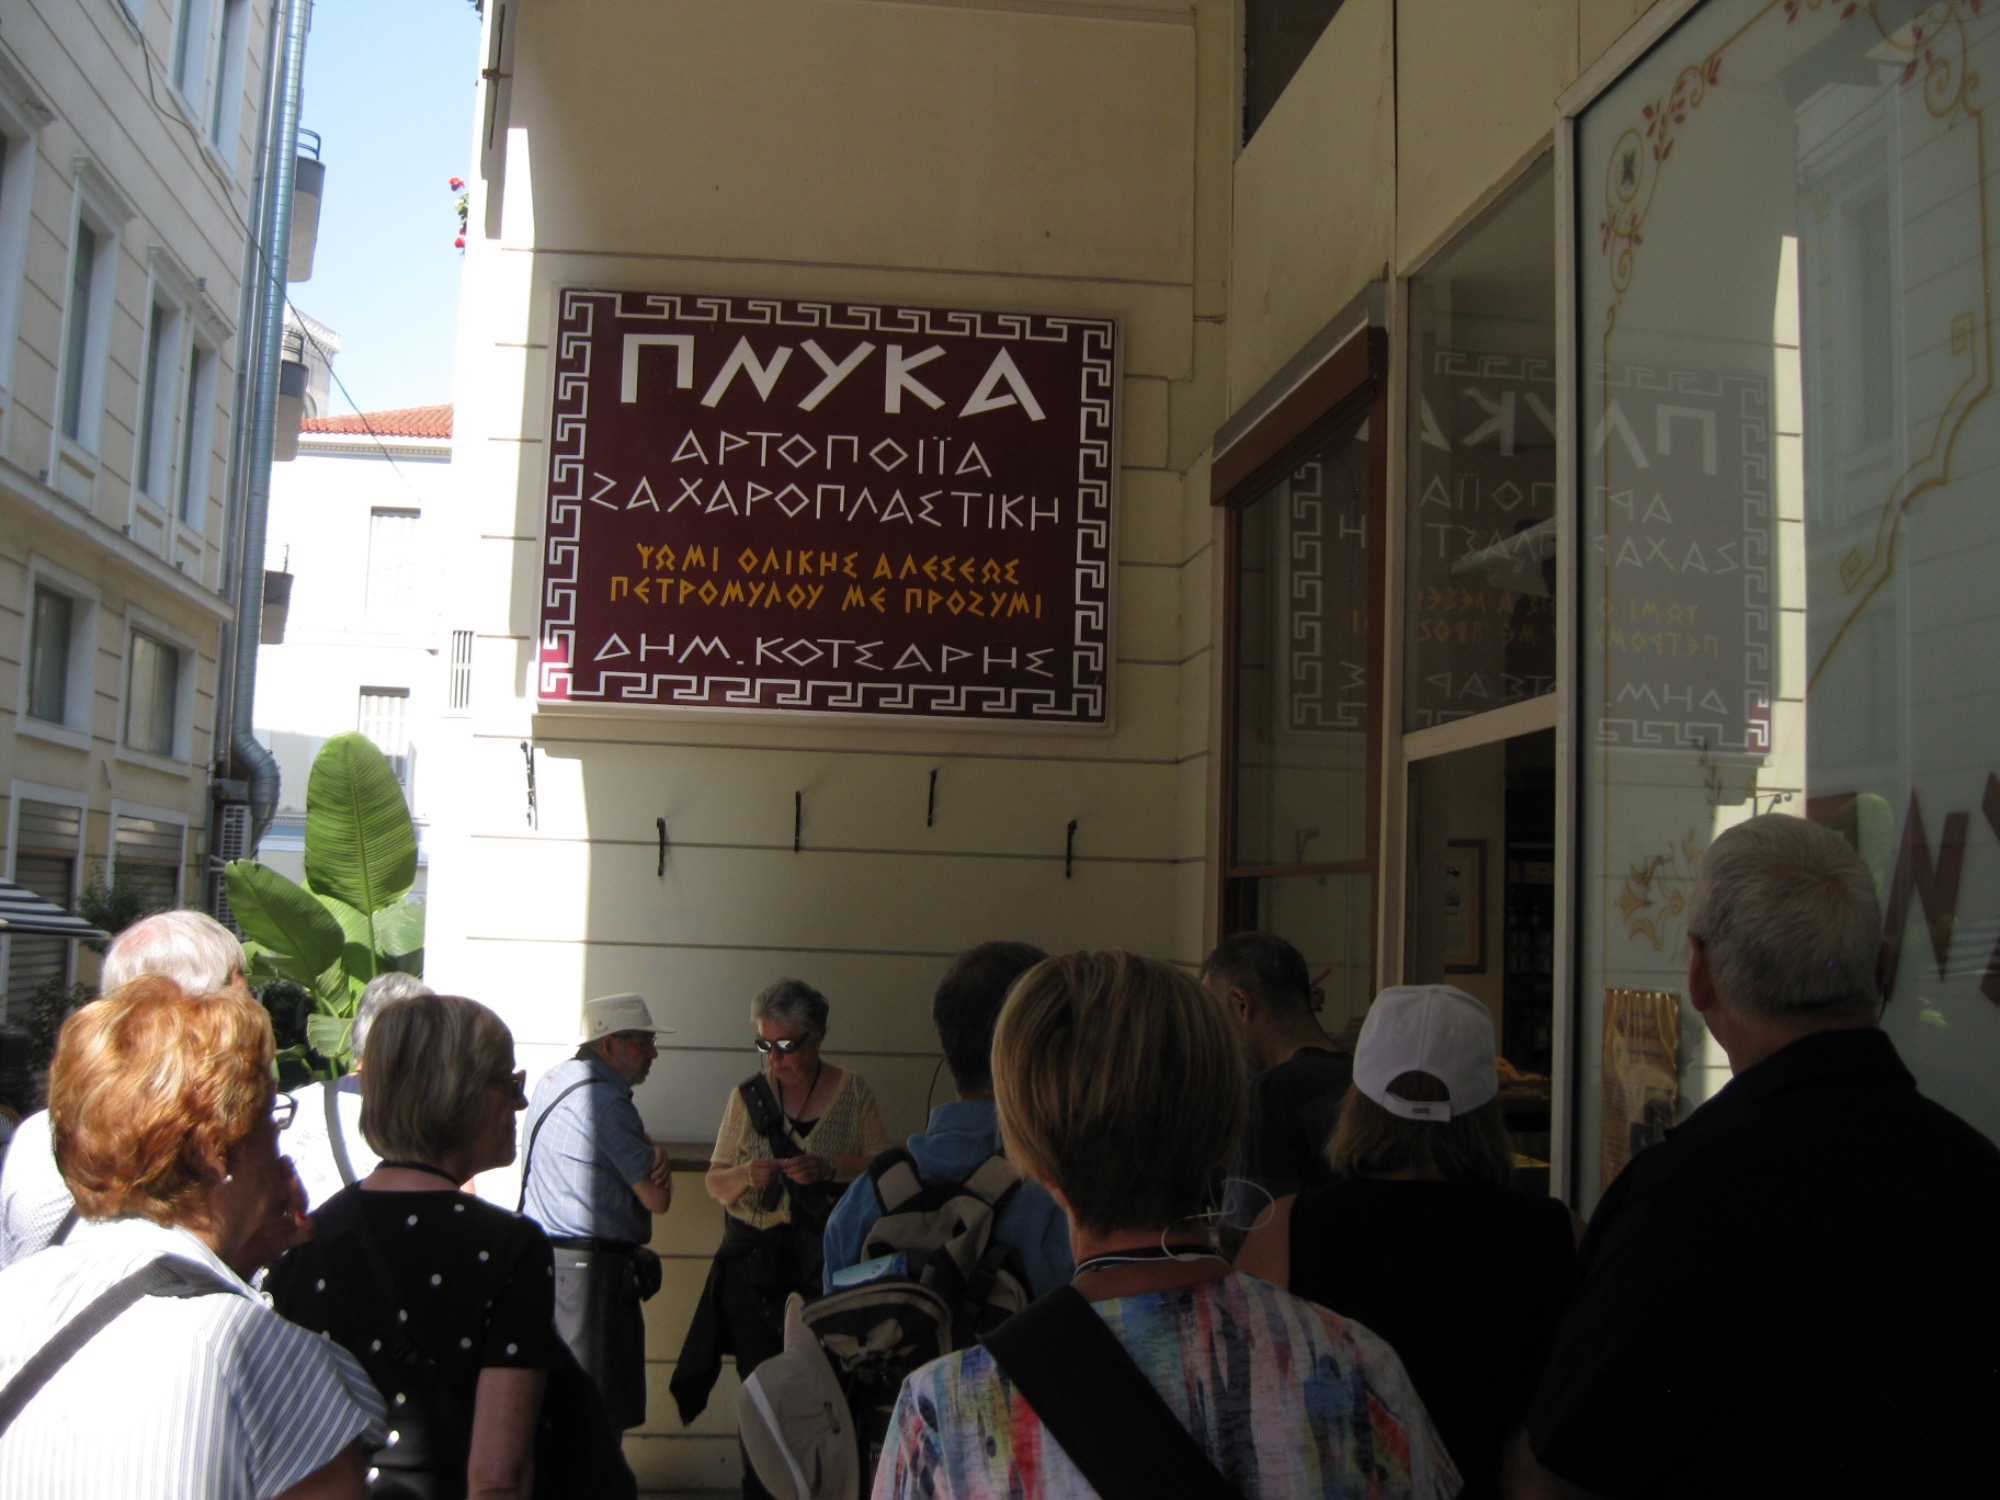 ΠΝΥΚΑ
ΑΡΤΟΠΟΙΪΑ
ΖΑΧΑΡΟΠΛΑΣΤΙΚΗ
ΨΩΜΙ ΟΛΙΚΗΣ ΑΛΕΣΕΩΣ
ΠΕΤΡΟΜΥΛΟΥ ΜΕ ΠΡΟΖΥΜΙ
ΔΗΜ. ΚΟΤΣΑΡΗΣ